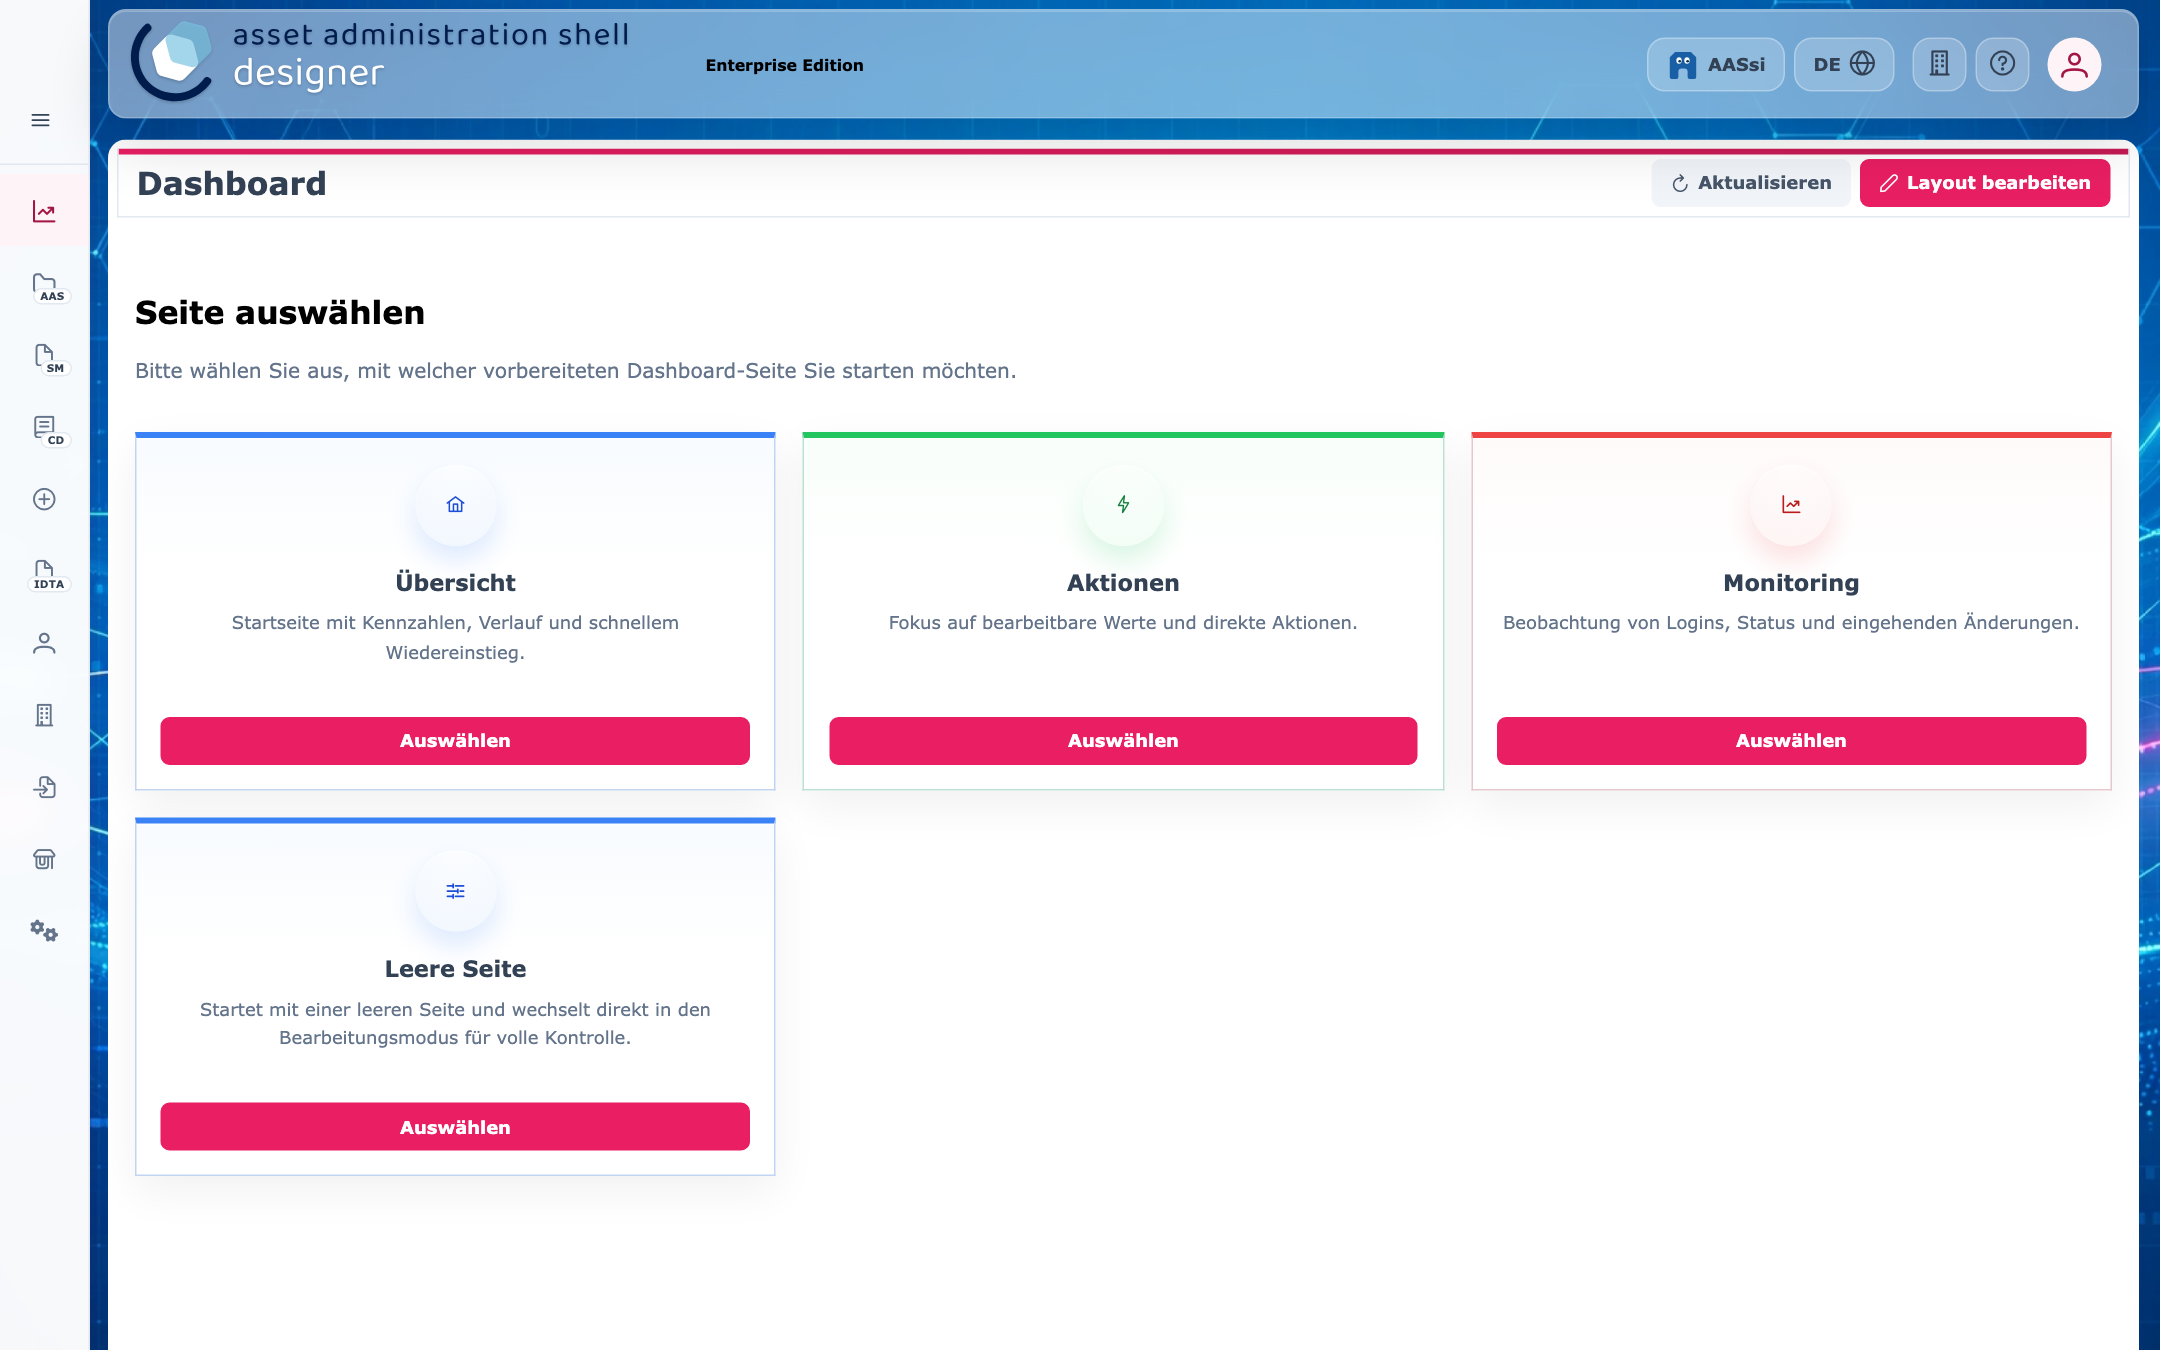 asset administration shell
designer
Enterprise Edition
AASsi
DE
Dashboard
Aktualisieren
Layout bearbeiten
AAS
SM
CD
IDTA
Seite auswählen
Bitte wählen Sie aus, mit welcher vorbereiteten Dashboard-Seite Sie starten möchten.
Übersicht
Startseite mit Kennzahlen, Verlauf und schnellem
Wiedereinstieg.
Auswählen
Aktionen
Fokus auf bearbeitbare Werte und direkte Aktionen.
Auswählen
Monitoring
Beobachtung von Logins, Status und eingehenden Änderungen.
Auswählen
Leere Seite
Startet mit einer leeren Seite und wechselt direkt in den
Bearbeitungsmodus für volle Kontrolle.
Auswählen